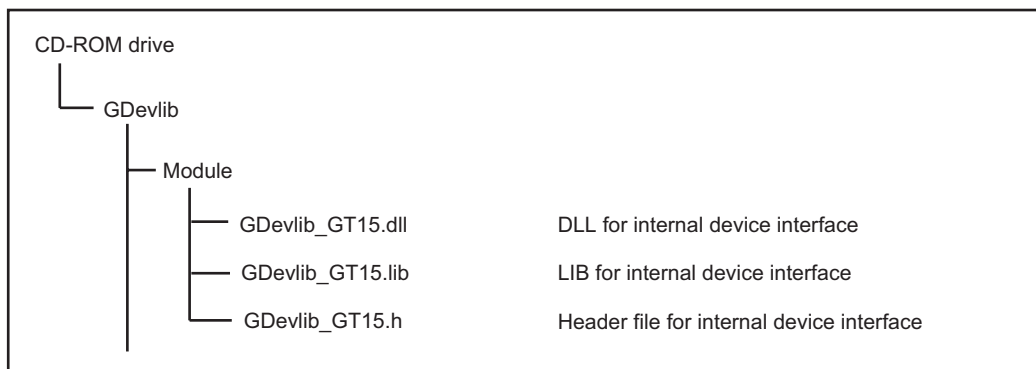 CD-ROM drive
GDevlib
Module
GDevlib_GT15.dll DLL for internal device interface
GDevlib_GT15.lib LIB for internal device interface
GDevlib_GT15.h Header file for internal device interface